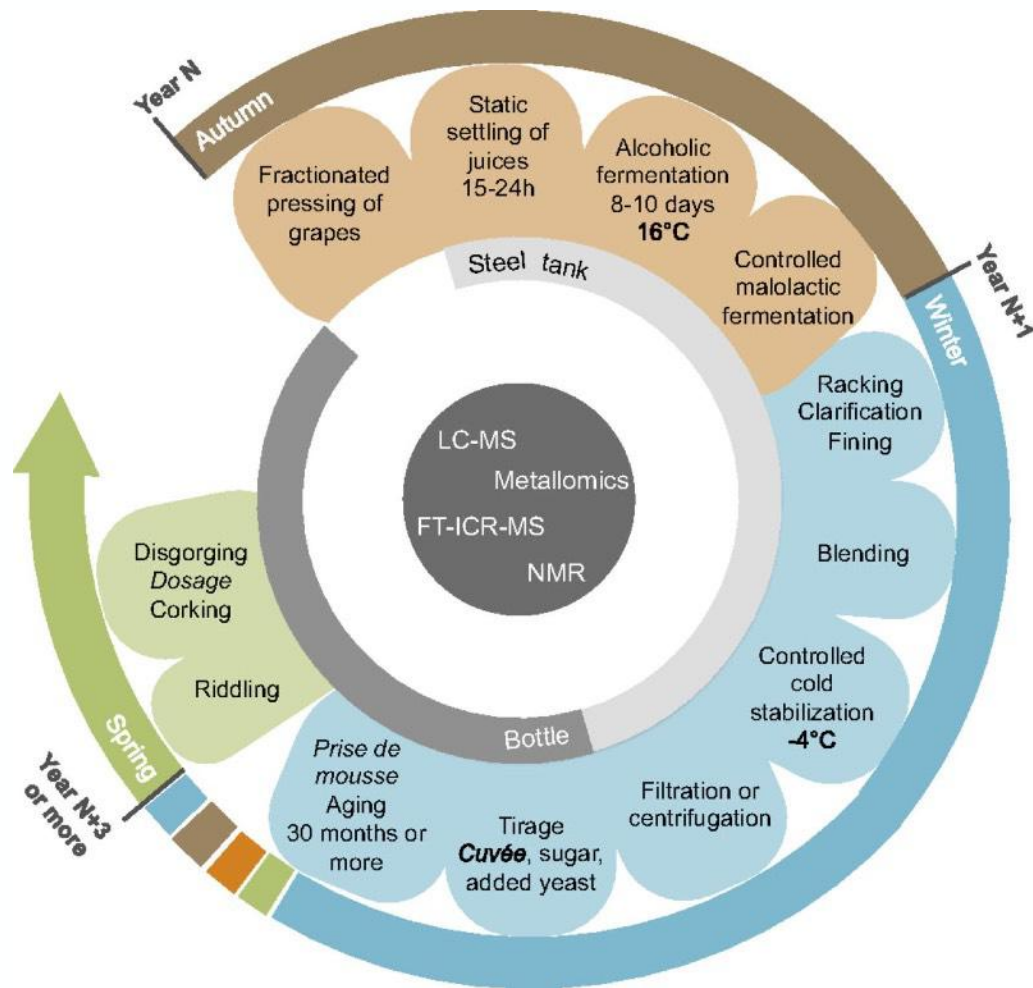 Year N
Autumn
Fractionated
pressing of
grapes
Static
settling of
juices
15-24h
Alcoholic
fermentation
8-10 days
16°C
Controlled
malolactic
fermentation
Year N+1
Winter
Racking
Clarification
Fining
Blending
Controlled
cold
stabilization
-4°C
Filtration or
centrifugation
Tirage
Cuvée, sugar,
added yeast
Prise de
mousse
Aging
30 months or
more
Year N+3
or more
Spring
Riddling
Disgorging
Dosage
Corking
Steel tank
Bottle
LC-MS
Metallomics
FT-ICR-MS
NMR